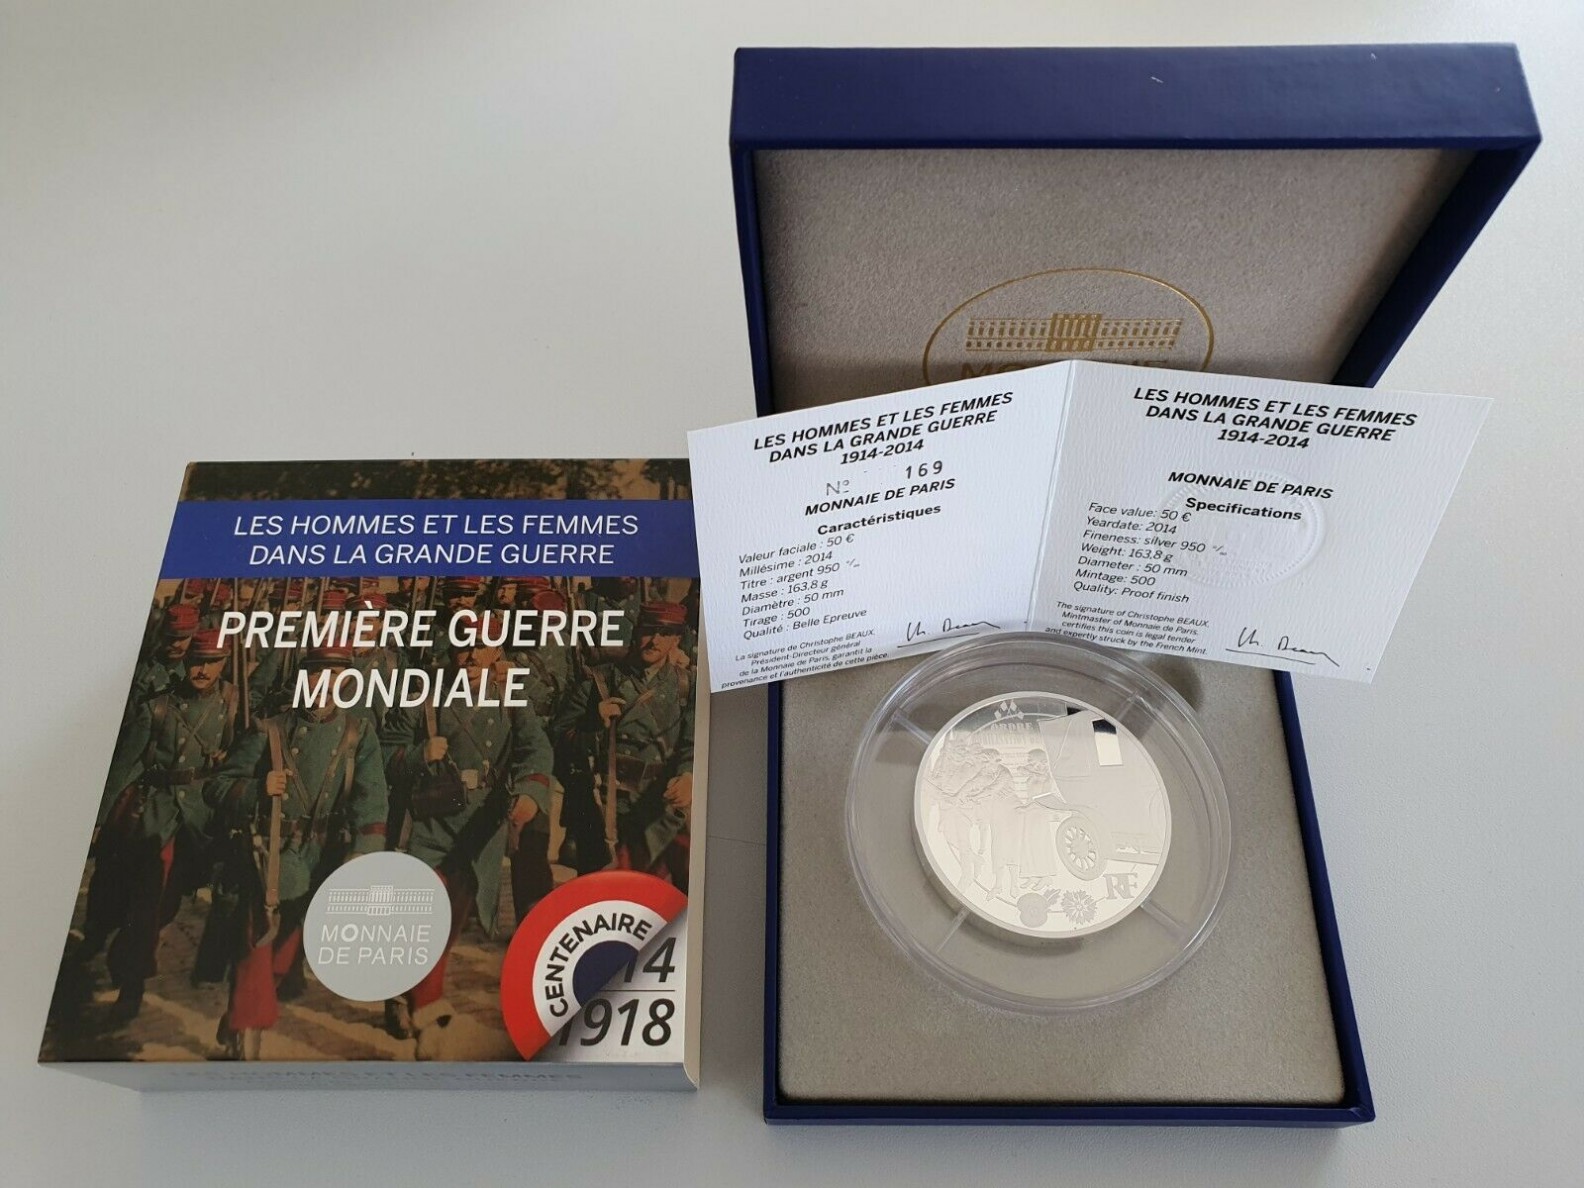 LES HOMMES ET LES FEMMES
DANS LA GRANDE GUERRE
PREMIÈRE GUERRE
MONDIALE
MONNAIE
DE PARIS
CENTENAIRE
14
1918
LES HOMMES ET LES FEMMES
DANS LA GRANDE GUERRE
1914-2014
Nº 169
MONNAIE DE PARIS
Caractéristiques
Valeur faciale : 50 €
Millésime : 2014
Titre : argent 950 °/₀₀
Masse : 163.8 g
Diamètre : 50 mm
Tirage : 500
Qualité : Belle Epreuve
La signature de Christophe BEAUX,
Président-Directeur général
de la Monnaie de Paris, garantit la
provenance et l'authenticité de cette pièce.
LES HOMMES ET LES FEMMES
DANS LA GRANDE GUERRE
1914-2014
MONNAIE DE PARIS
Specifications
Face value: 50 €
Yeardate: 2014
Fineness: silver 950 °/₀₀
Weight: 163.8 g
Diameter : 50 mm
Mintage: 500
Quality: Proof finish
The signature of Christophe BEAUX,
Mintmaster of Monnaie de Paris,
certifies this coin is legal tender
and expertly struck by the French Mint.
ORDRE
RF